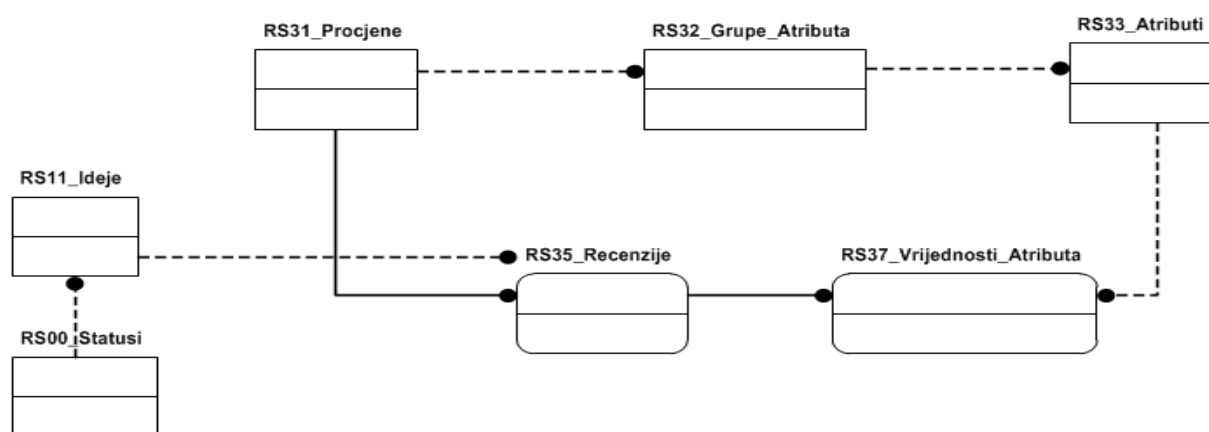 RS31_Procjene
RS32_Grupe_Atributa
RS33_Atributi
RS11_Ideje
RS35_Recenzije
RS37_Vrijednosti_Atributa
RS00_Statusi